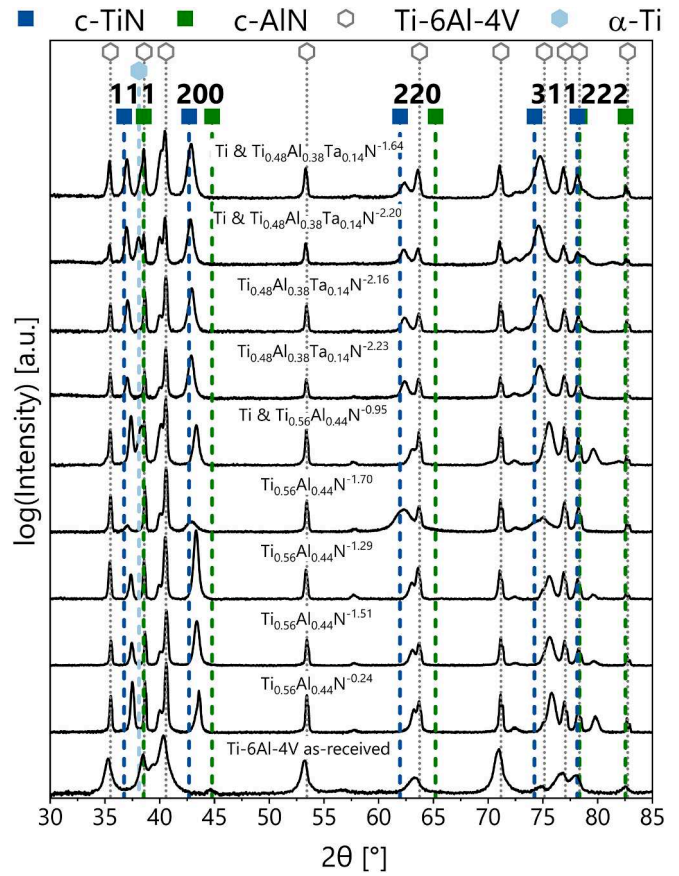 c-TiN c-AlN Ti-6Al-4V α-Ti
111 200 220 311 222
Ti & Ti0.48Al0.38Ta0.14N-1.64
Ti & Ti0.48Al0.38Ta0.14N-2.20
Ti0.48Al0.38Ta0.14N-2.16
Ti0.48Al0.38Ta0.14N-2.23
Ti & Ti0.56Al0.44N-0.95
Ti0.56Al0.44N-1.70
Ti0.56Al0.44N-1.29
Ti0.56Al0.44N-1.51
Ti0.56Al0.44N-0.24
Ti-6Al-4V as-received
log(Intensity) [a.u.]
30 35 40 45 50 55 60 65 70 75 80 85
2θ [°]